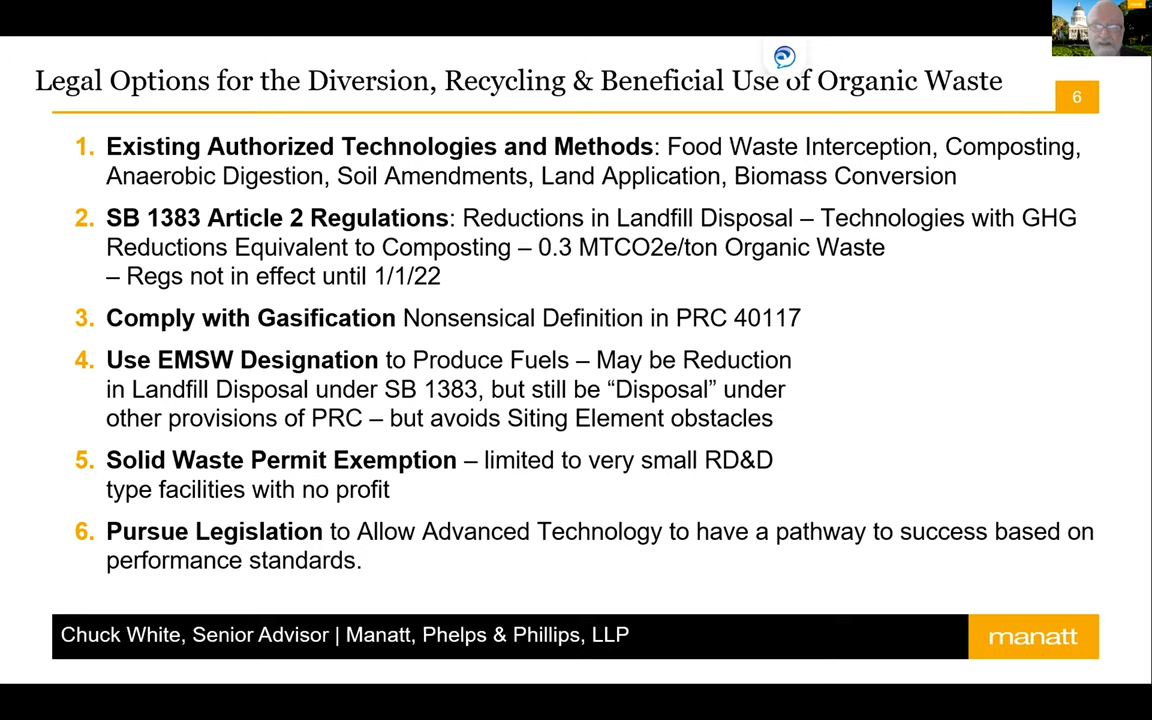 Legal Options for the Diversion, Recycling & Beneficial Use of Organic Waste
6
1. Existing Authorized Technologies and Methods: Food Waste Interception, Composting,
Anaerobic Digestion, Soil Amendments, Land Application, Biomass Conversion
2. SB 1383 Article 2 Regulations: Reductions in Landfill Disposal – Technologies with GHG
Reductions Equivalent to Composting – 0.3 MTCO2e/ton Organic Waste
– Regs not in effect until 1/1/22
3. Comply with Gasification Nonsensical Definition in PRC 40117
4. Use EMSW Designation to Produce Fuels – May be Reduction
in Landfill Disposal under SB 1383, but still be “Disposal” under
other provisions of PRC – but avoids Siting Element obstacles
5. Solid Waste Permit Exemption – limited to very small RD&D
type facilities with no profit
6. Pursue Legislation to Allow Advanced Technology to have a pathway to success based on
performance standards.
Chuck White, Senior Advisor | Manatt, Phelps & Phillips, LLP
manatt